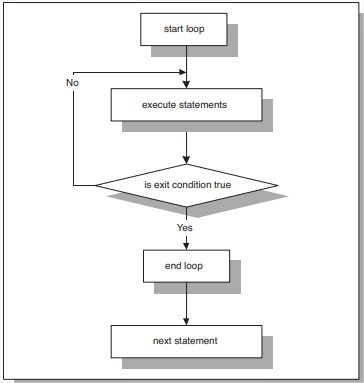 start loop
No
execute statements
is exit condition true
Yes
end loop
next statement